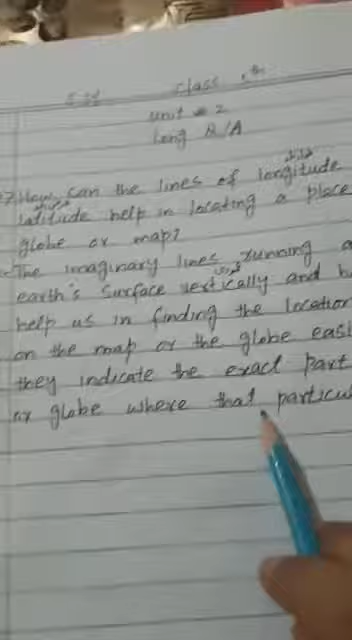 Class th
Unit # 2
Long Q/A
How can the lines of longitude
latitude help in locating a place
globe or map?
The imaginary lines running
earth's surface vertically and
help us in finding the location
on the map or the globe easi
they indicate the exact part
or globe where that particu